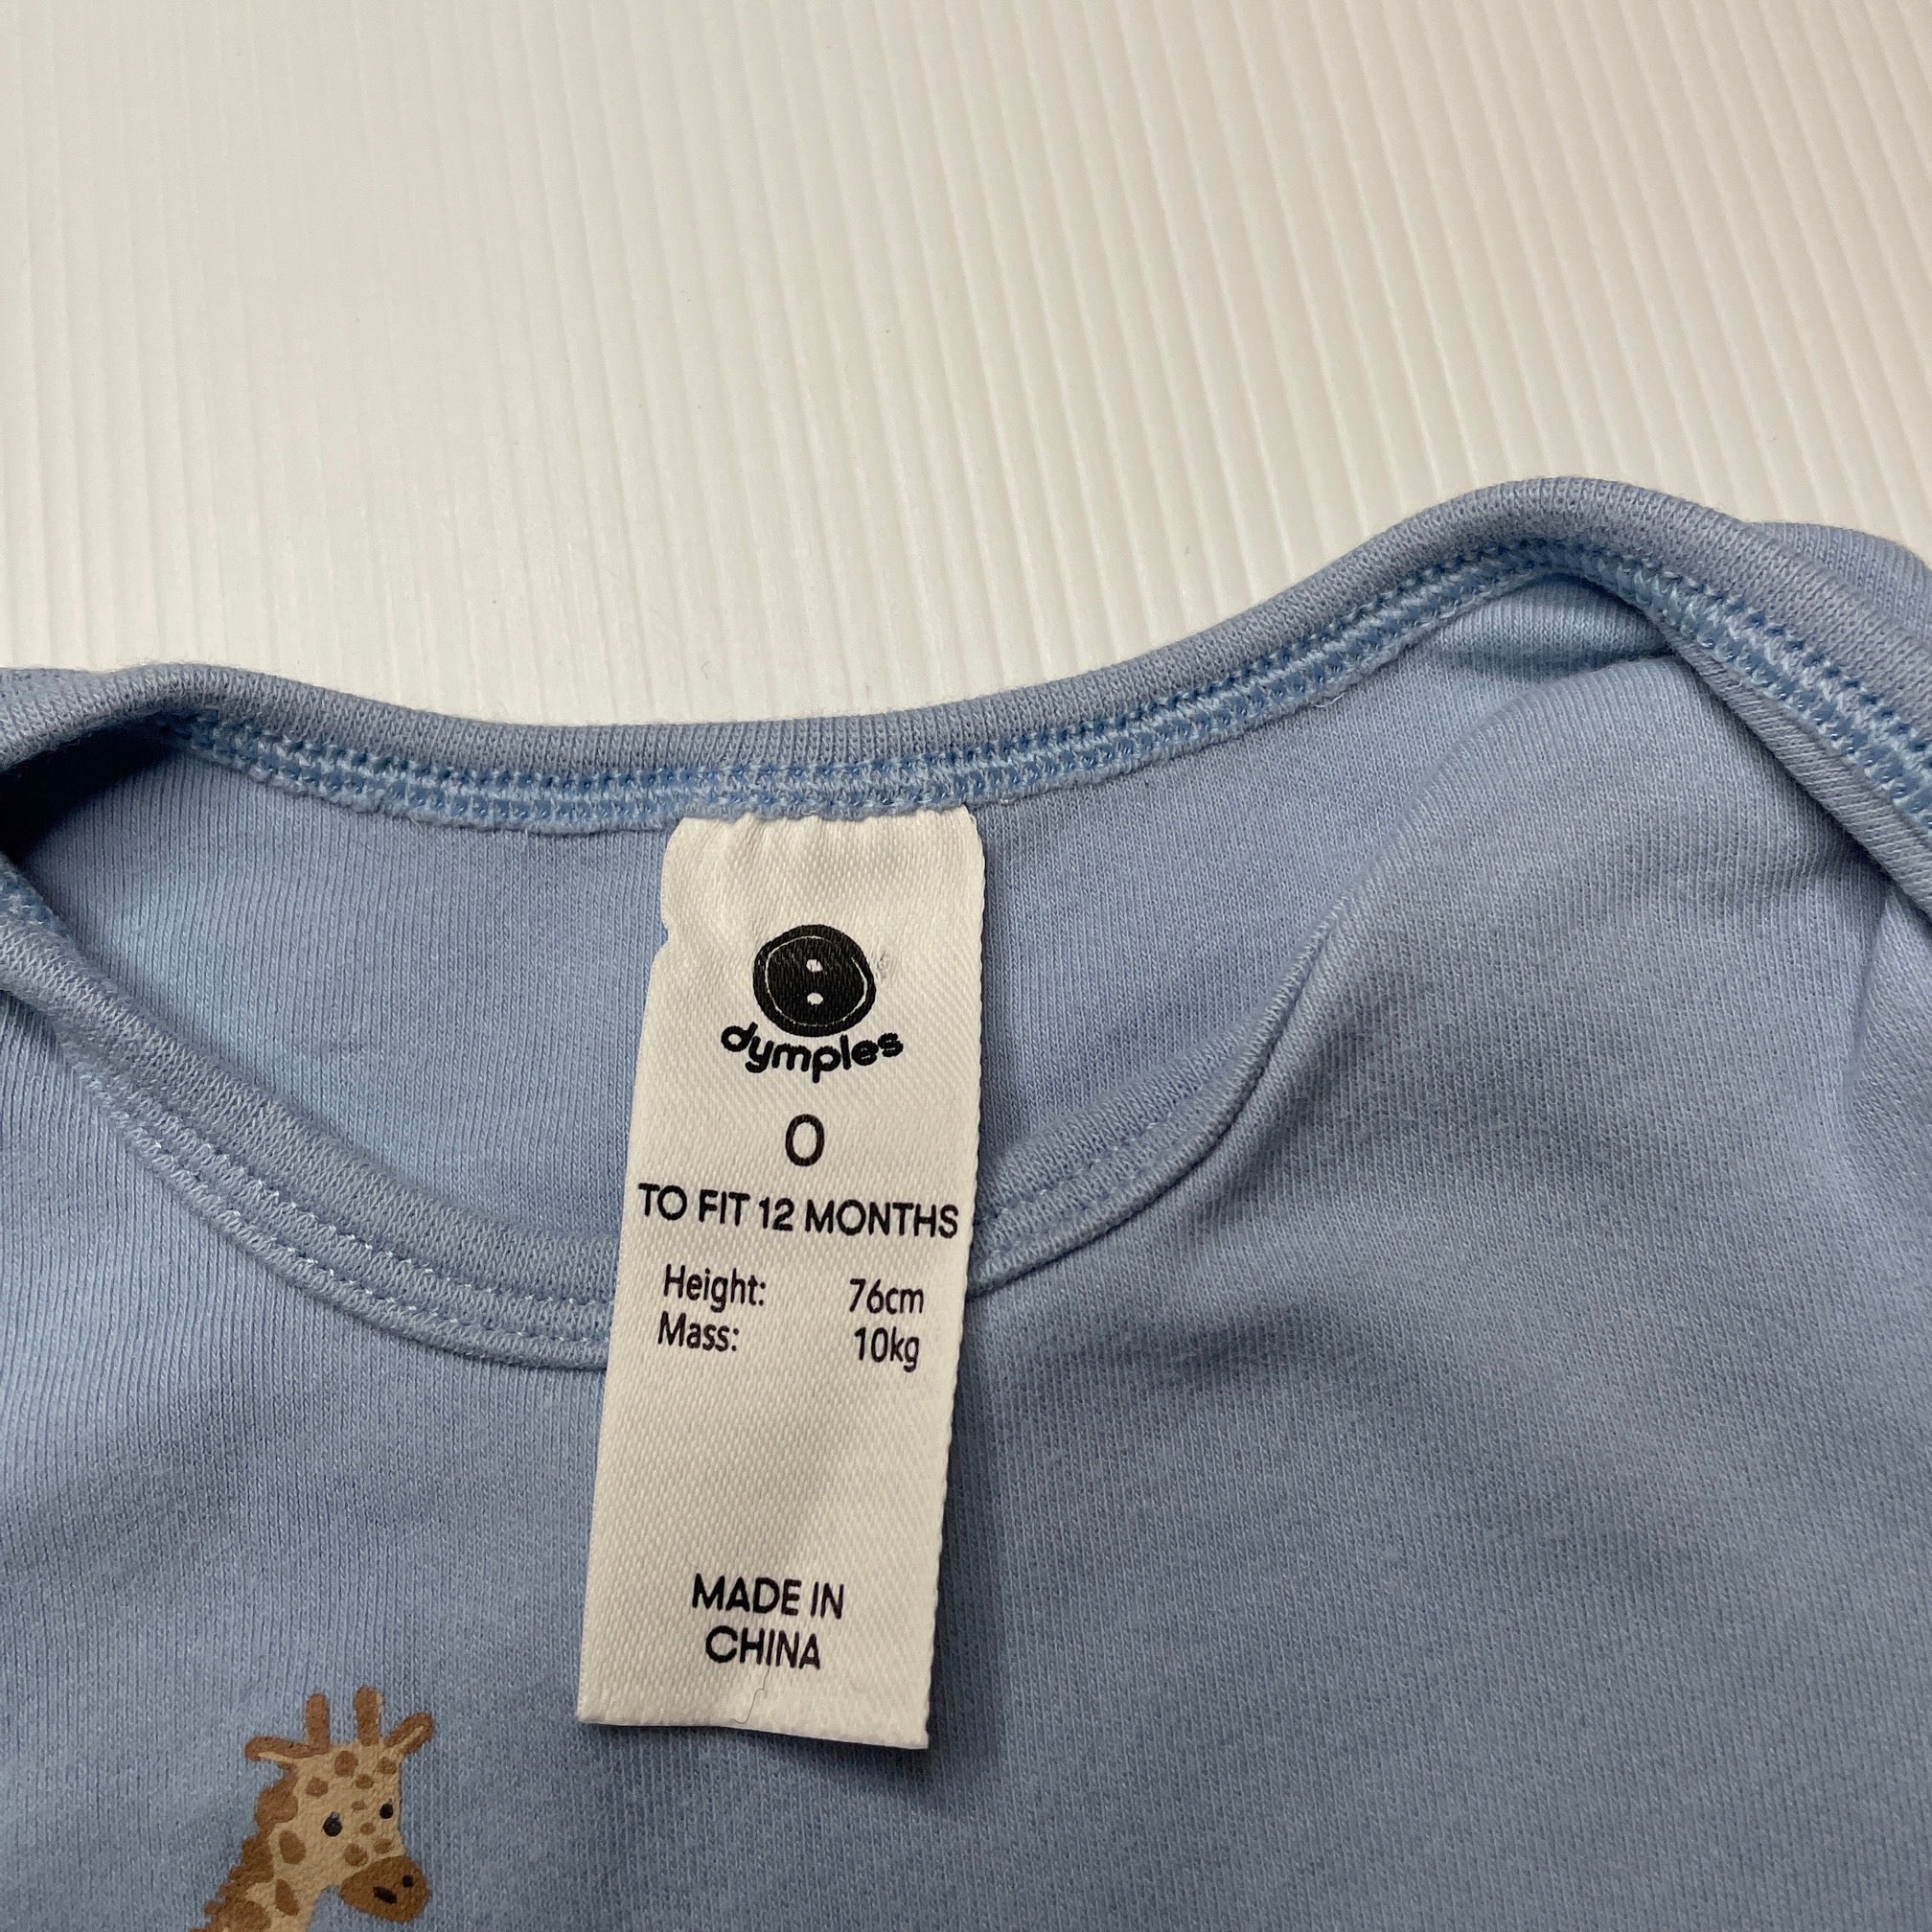 dymples
0
TO FIT 12 MONTHS
Height: 76cm
Mass: 10kg
MADE IN
CHINA